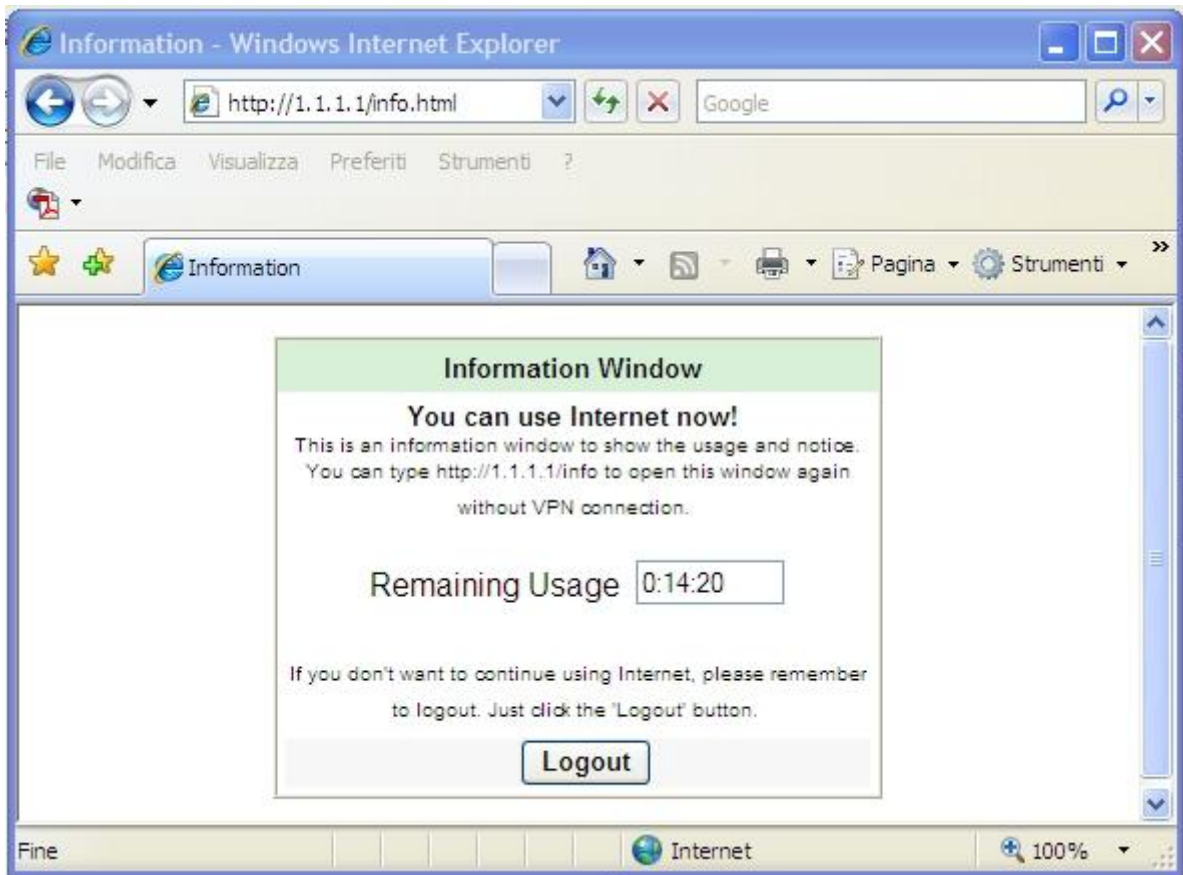 Information - Windows Internet Explorer
http://1.1.1.1/info.html
Google
File Modifica Visualizza Preferiti Strumenti ?
Information
Pagina Strumenti »
Information Window
You can use Internet now!
This is an information window to show the usage and notice.
You can type http://1.1.1.1/info to open this window again
without VPN connection.
Remaining Usage 0:14:20
If you don't want to continue using Internet, please remember
to logout. Just click the 'Logout' button.
Logout
Fine Internet 100%